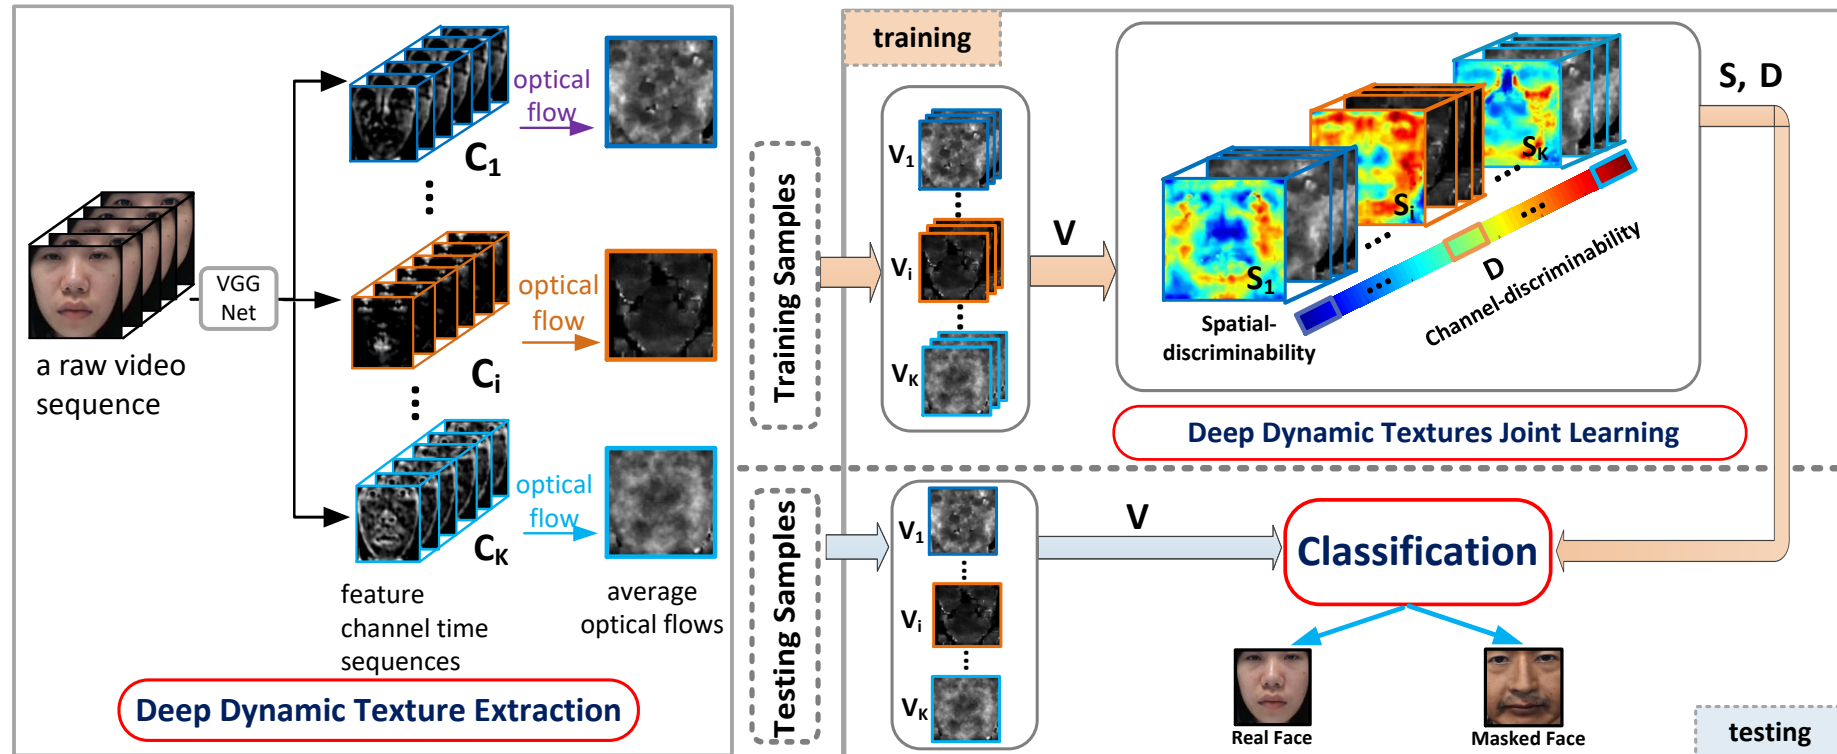 a raw video
sequence
VGG
Net
C1
Ci
CK
optical
flow
optical
flow
optical
flow
feature
channel time
sequences
average
optical flows
Deep Dynamic Texture Extraction
Training Samples
Testing Samples
training
V1
Vi
VK
V
S1
Si
SK
D
Spatial-
discriminability
Channel-discriminability
S, D
Deep Dynamic Textures Joint Learning
V1
Vi
VK
V
Classification
Real Face
Masked Face
testing